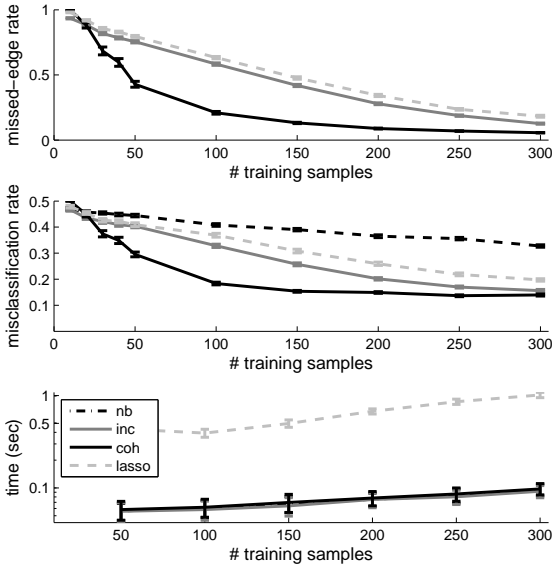 missed−edge rate
1
0.5
0
0 50 100 150 200 250 300
# training samples
misclassification rate
0.5
0.4
0.3
0.2
0.1
0 50 100 150 200 250 300
# training samples
time (sec)
1
0.5
0.1
nb
inc
coh
lasso
0 50 100 150 200 250 300
# training samples